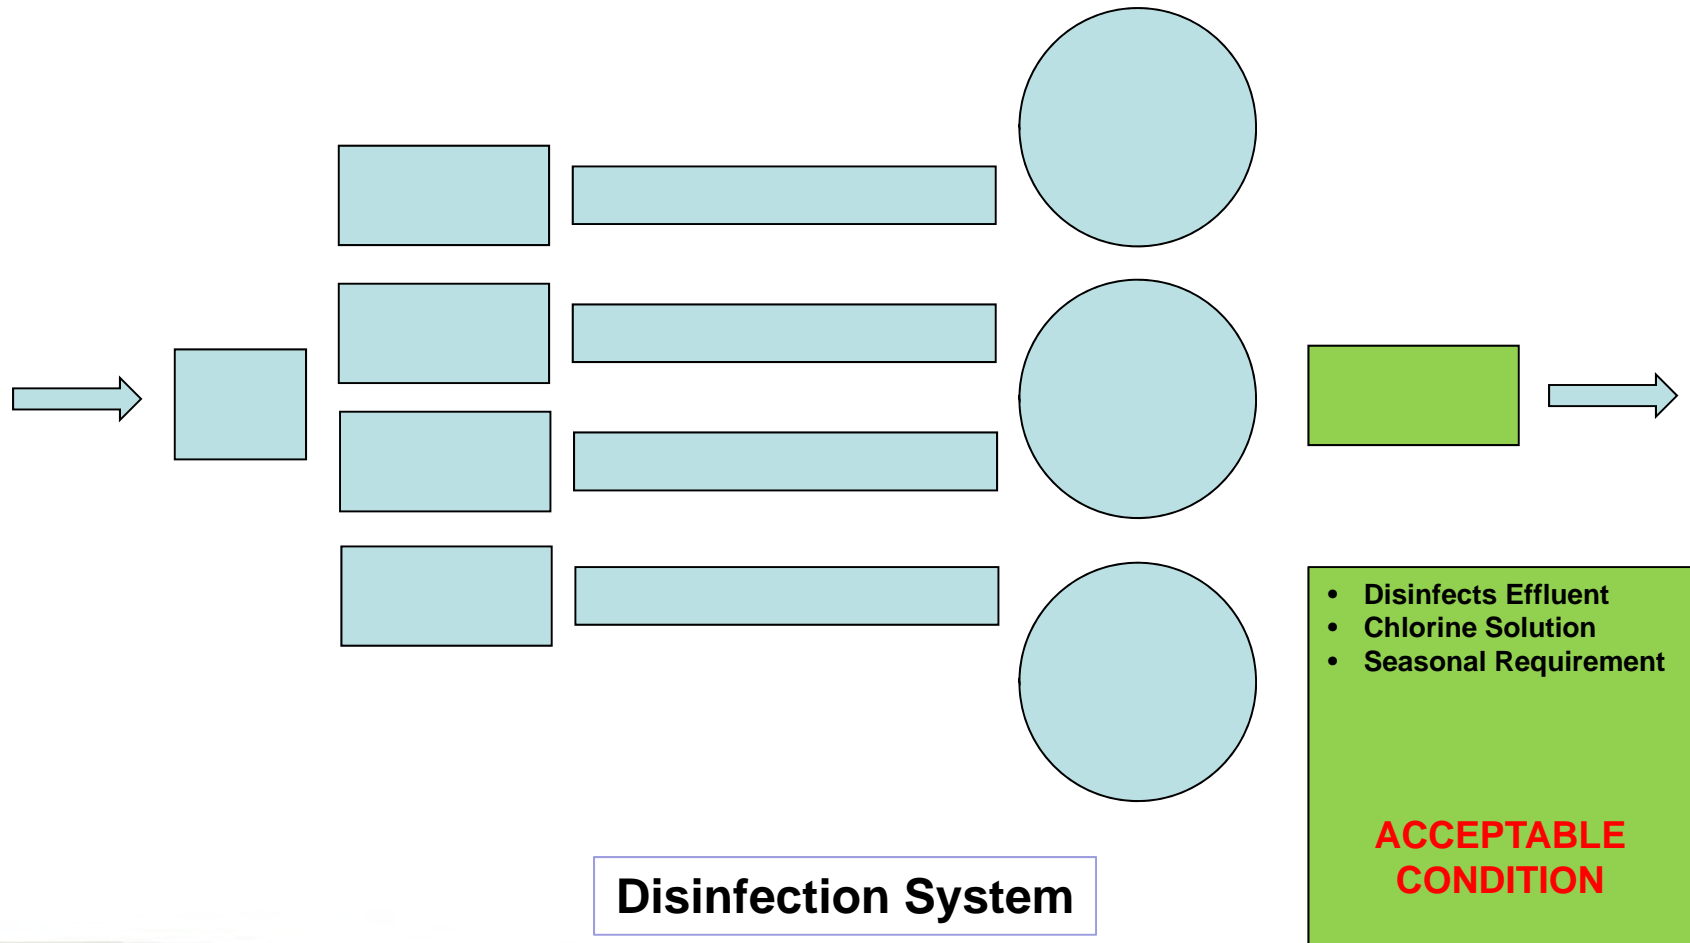 • Disinfects Effluent
• Chlorine Solution
• Seasonal Requirement
ACCEPTABLE
CONDITION
Disinfection System